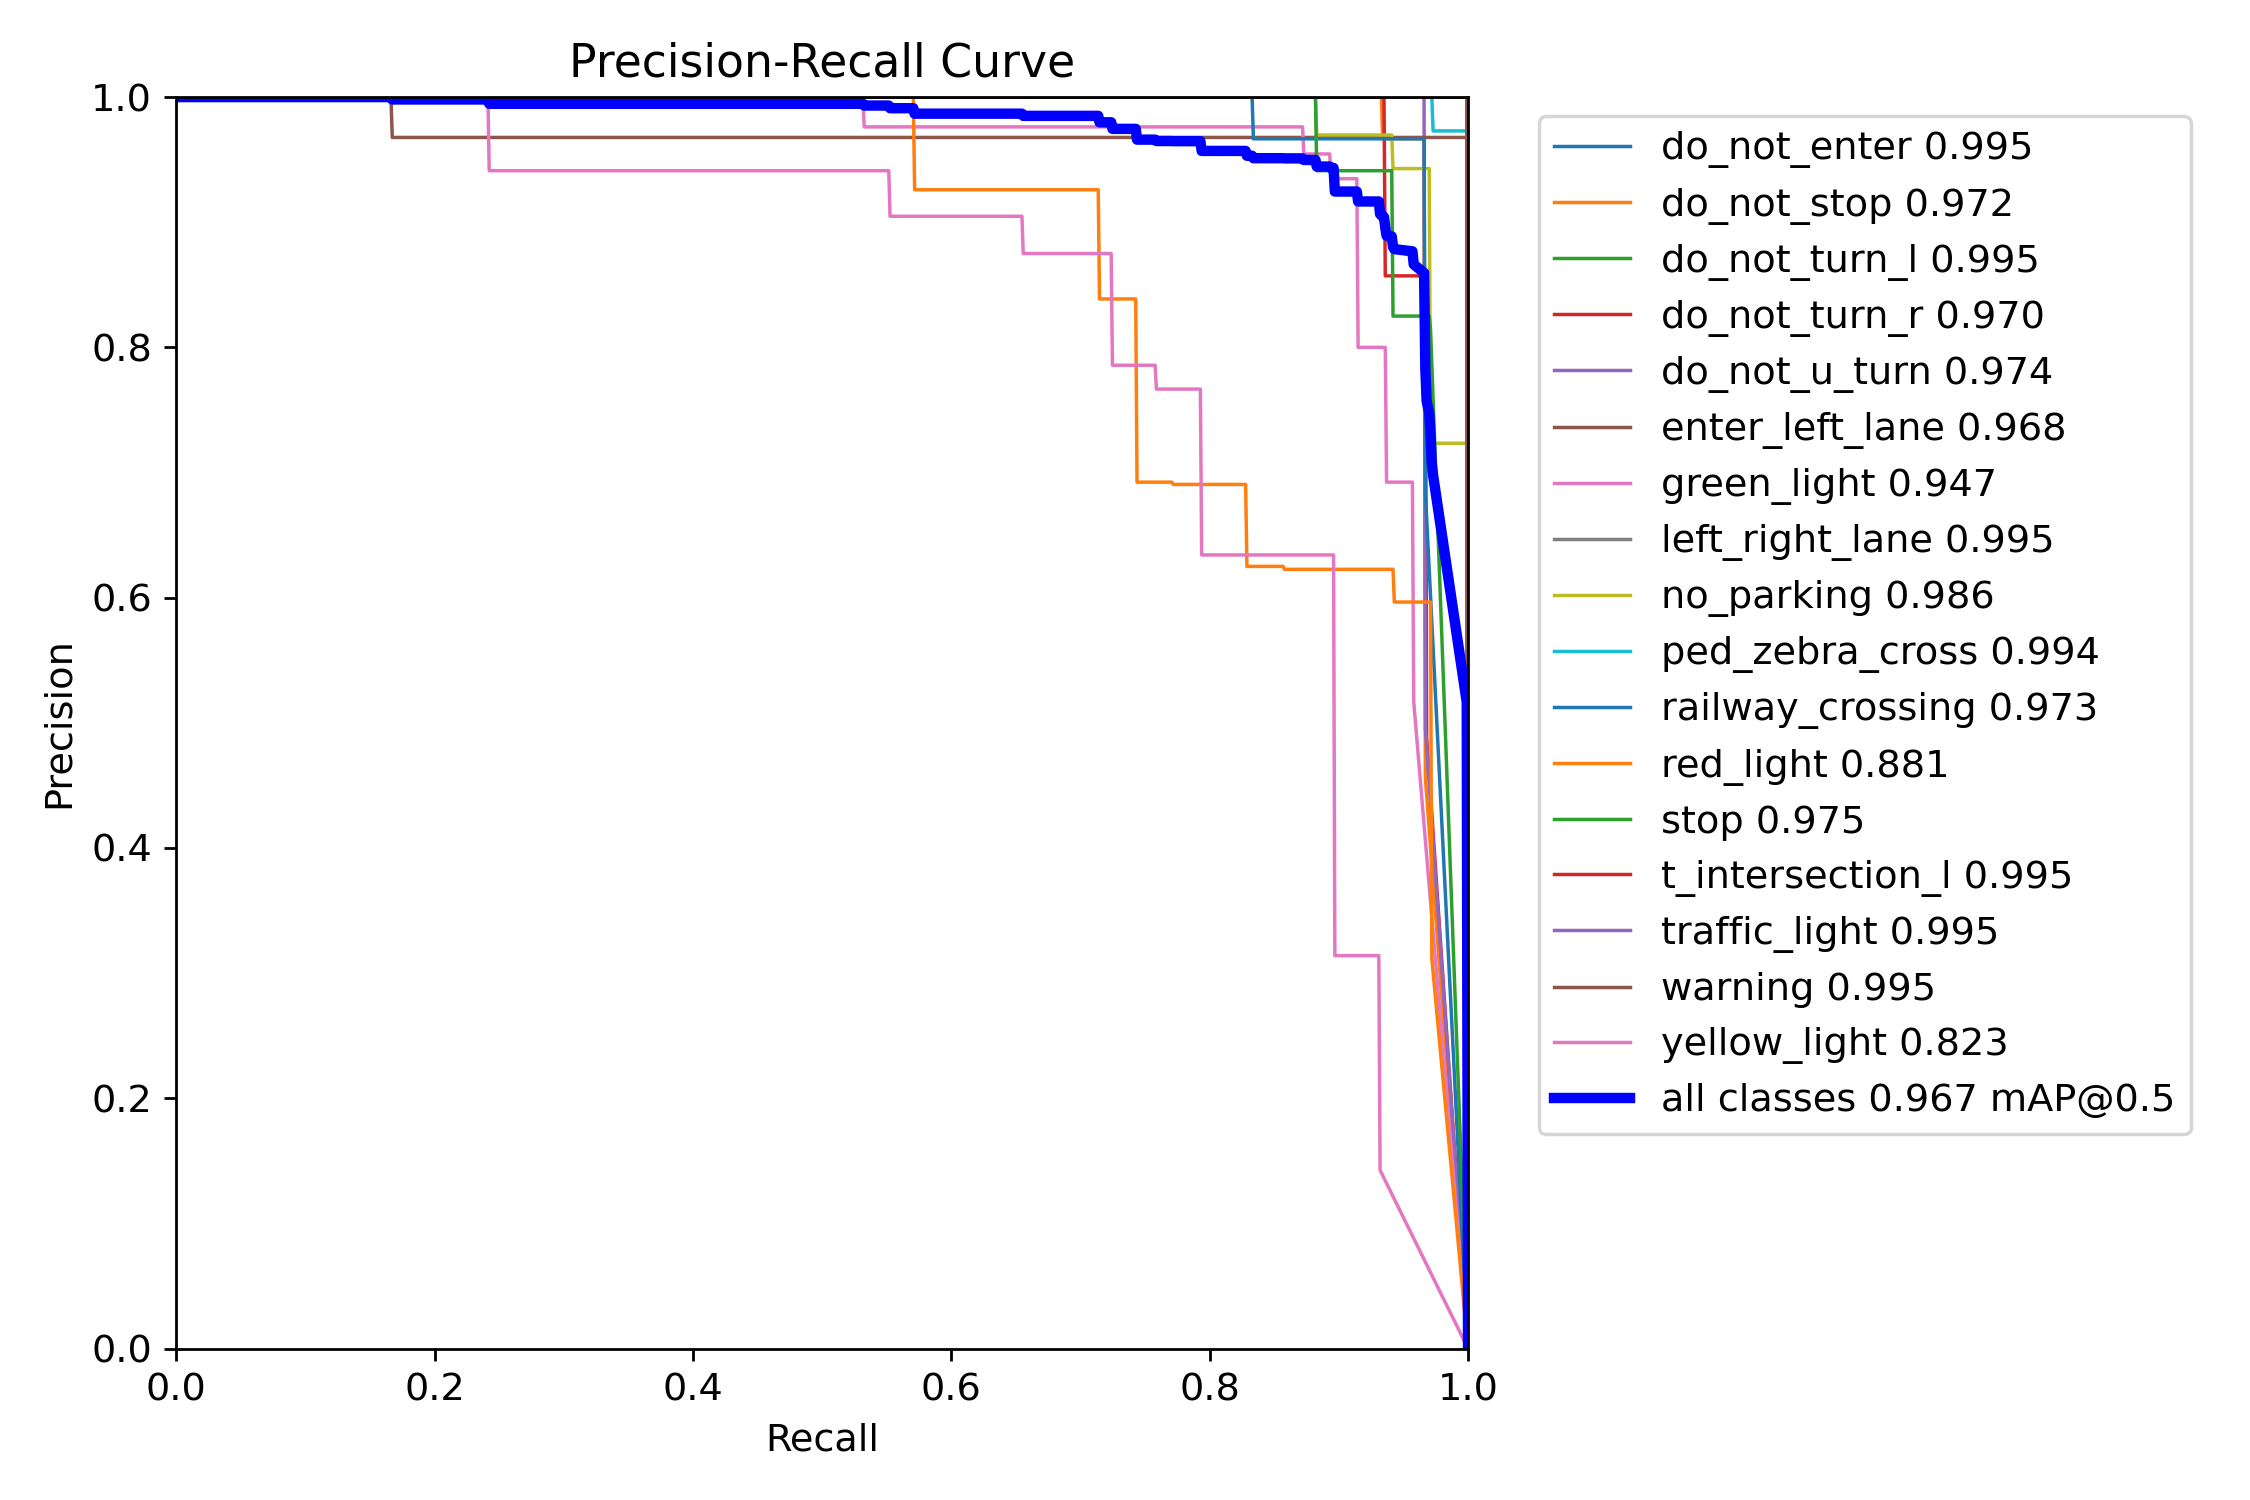 Precision-Recall Curve
1.0
0.8
0.6
0.4
0.2
0.0
Precision
0.0 0.2 0.4 0.6 0.8 1.0
Recall
do_not_enter 0.995
do_not_stop 0.972
do_not_turn_l 0.995
do_not_turn_r 0.970
do_not_u_turn 0.974
enter_left_lane 0.968
green_light 0.947
left_right_lane 0.995
no_parking 0.986
ped_zebra_cross 0.994
railway_crossing 0.973
red_light 0.881
stop 0.975
t_intersection_l 0.995
traffic_light 0.995
warning 0.995
yellow_light 0.823
all classes 0.967 mAP@0.5